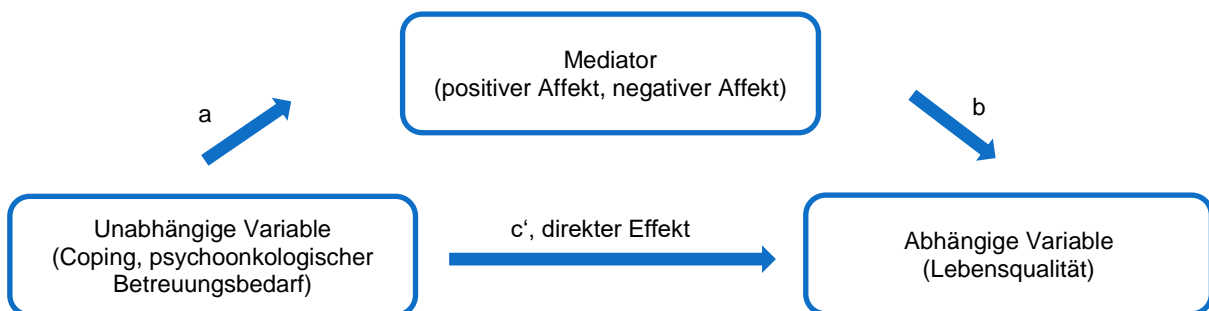 Mediator
(positiver Affekt, negativer Affekt)
a
b
Unabhängige Variable
(Coping, psychoonkologischer
Betreuungsbedarf)
c‘, direkter Effekt
Abhängige Variable
(Lebensqualität)